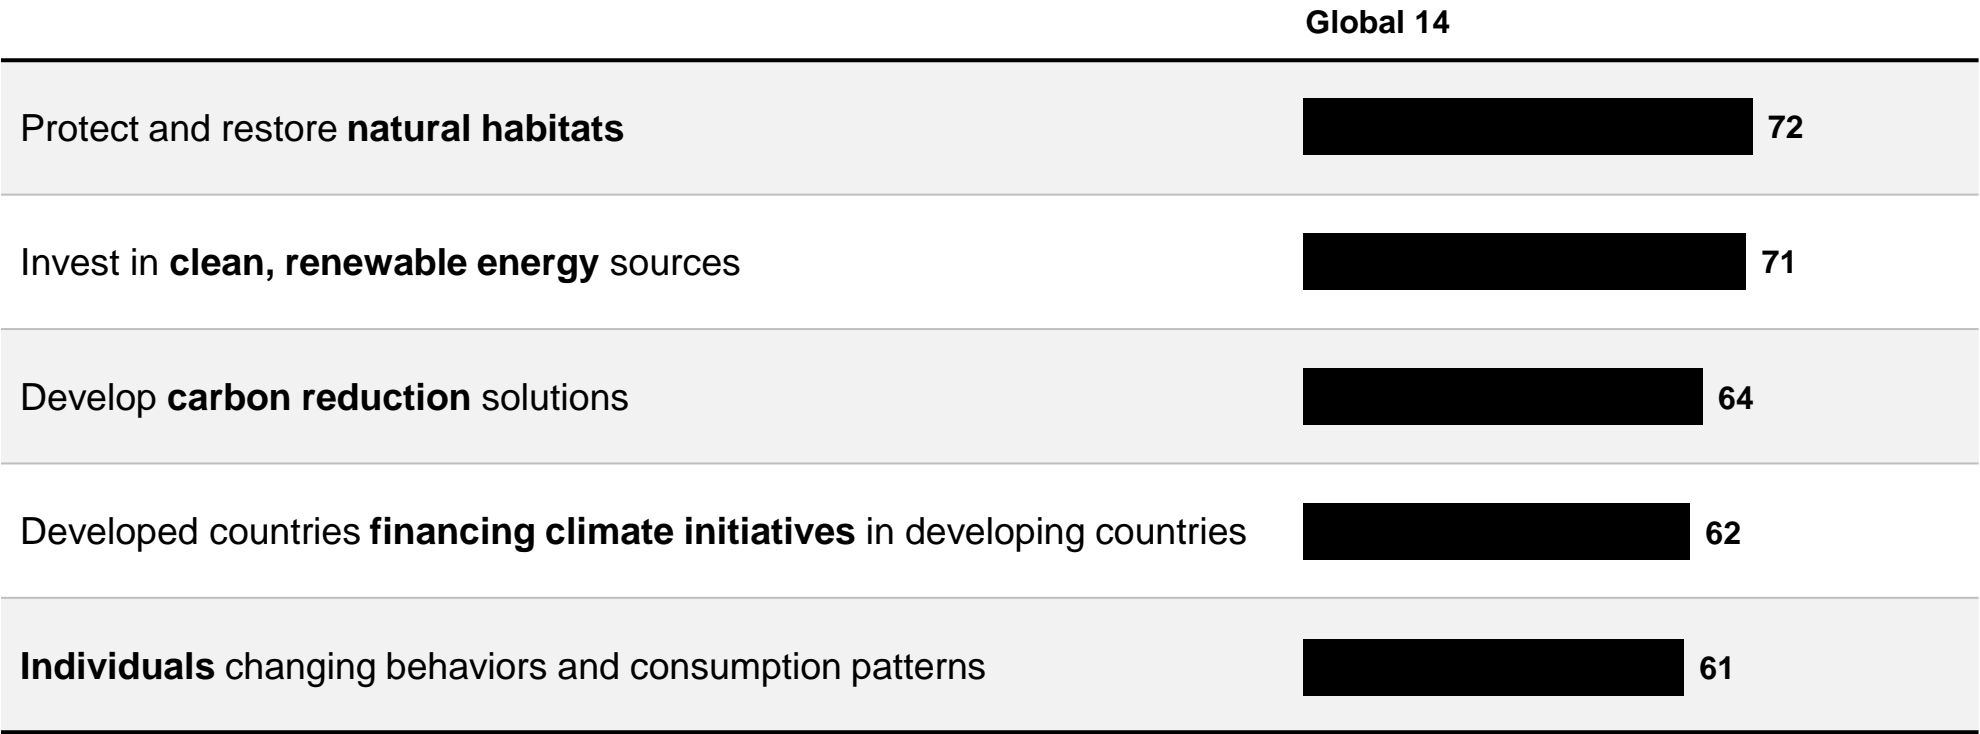 Global 14
Protect and restore natural habitats 72
Invest in clean, renewable energy sources 71
Develop carbon reduction solutions 64
Developed countries financing climate initiatives in developing countries 62
Individuals changing behaviors and consumption patterns 61